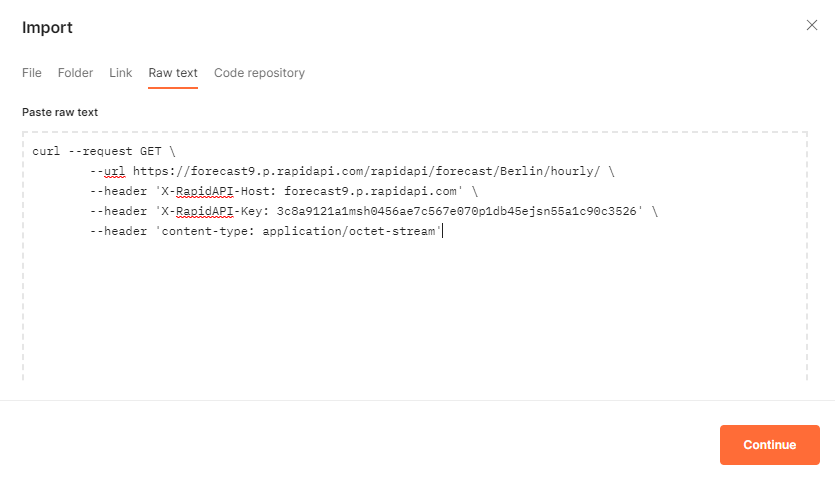 Import
File Folder Link Raw text Code repository
Paste raw text
curl --request GET \
--url https://forecast9.p.rapidapi.com/rapidapi/forecast/Berlin/hourly/ \
--header 'X-RapidAPI-Host: forecast9.p.rapidapi.com' \
--header 'X-RapidAPI-Key: 3c8a9121a1msh0456ae7c567e070p1db45ejsn55a1c90c3526' \
--header 'content-type: application/octet-stream'
Continue